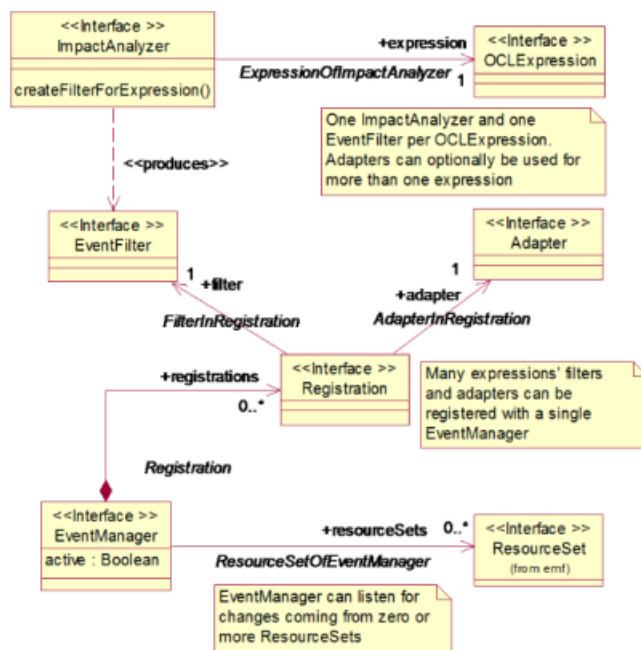 <<Interface >>
ImpactAnalyzer
createFilterForExpression()
+expression
ExpressionOfImpactAnalyzer
1
<<Interface >>
OCLExpression
One ImpactAnalyzer and one
EventFilter per OCLExpression.
Adapters can optionally be used for
more than one expression
<<produces>>
<<Interface >>
EventFilter
<<Interface >>
Adapter
1
+filter
FilterInRegistration
1
+adapter
AdapterInRegistration
<<Interface >>
Registration
+registrations
0..*
Registration
Many expressions' filters
and adapters can be
registered with a single
EventManager
<<Interface >>
EventManager
active : Boolean
+resourceSets
0..*
ResourceSetOfEventManager
<<Interface >>
ResourceSet
(from emf)
EventManager can listen for
changes coming from zero or
more ResourceSets